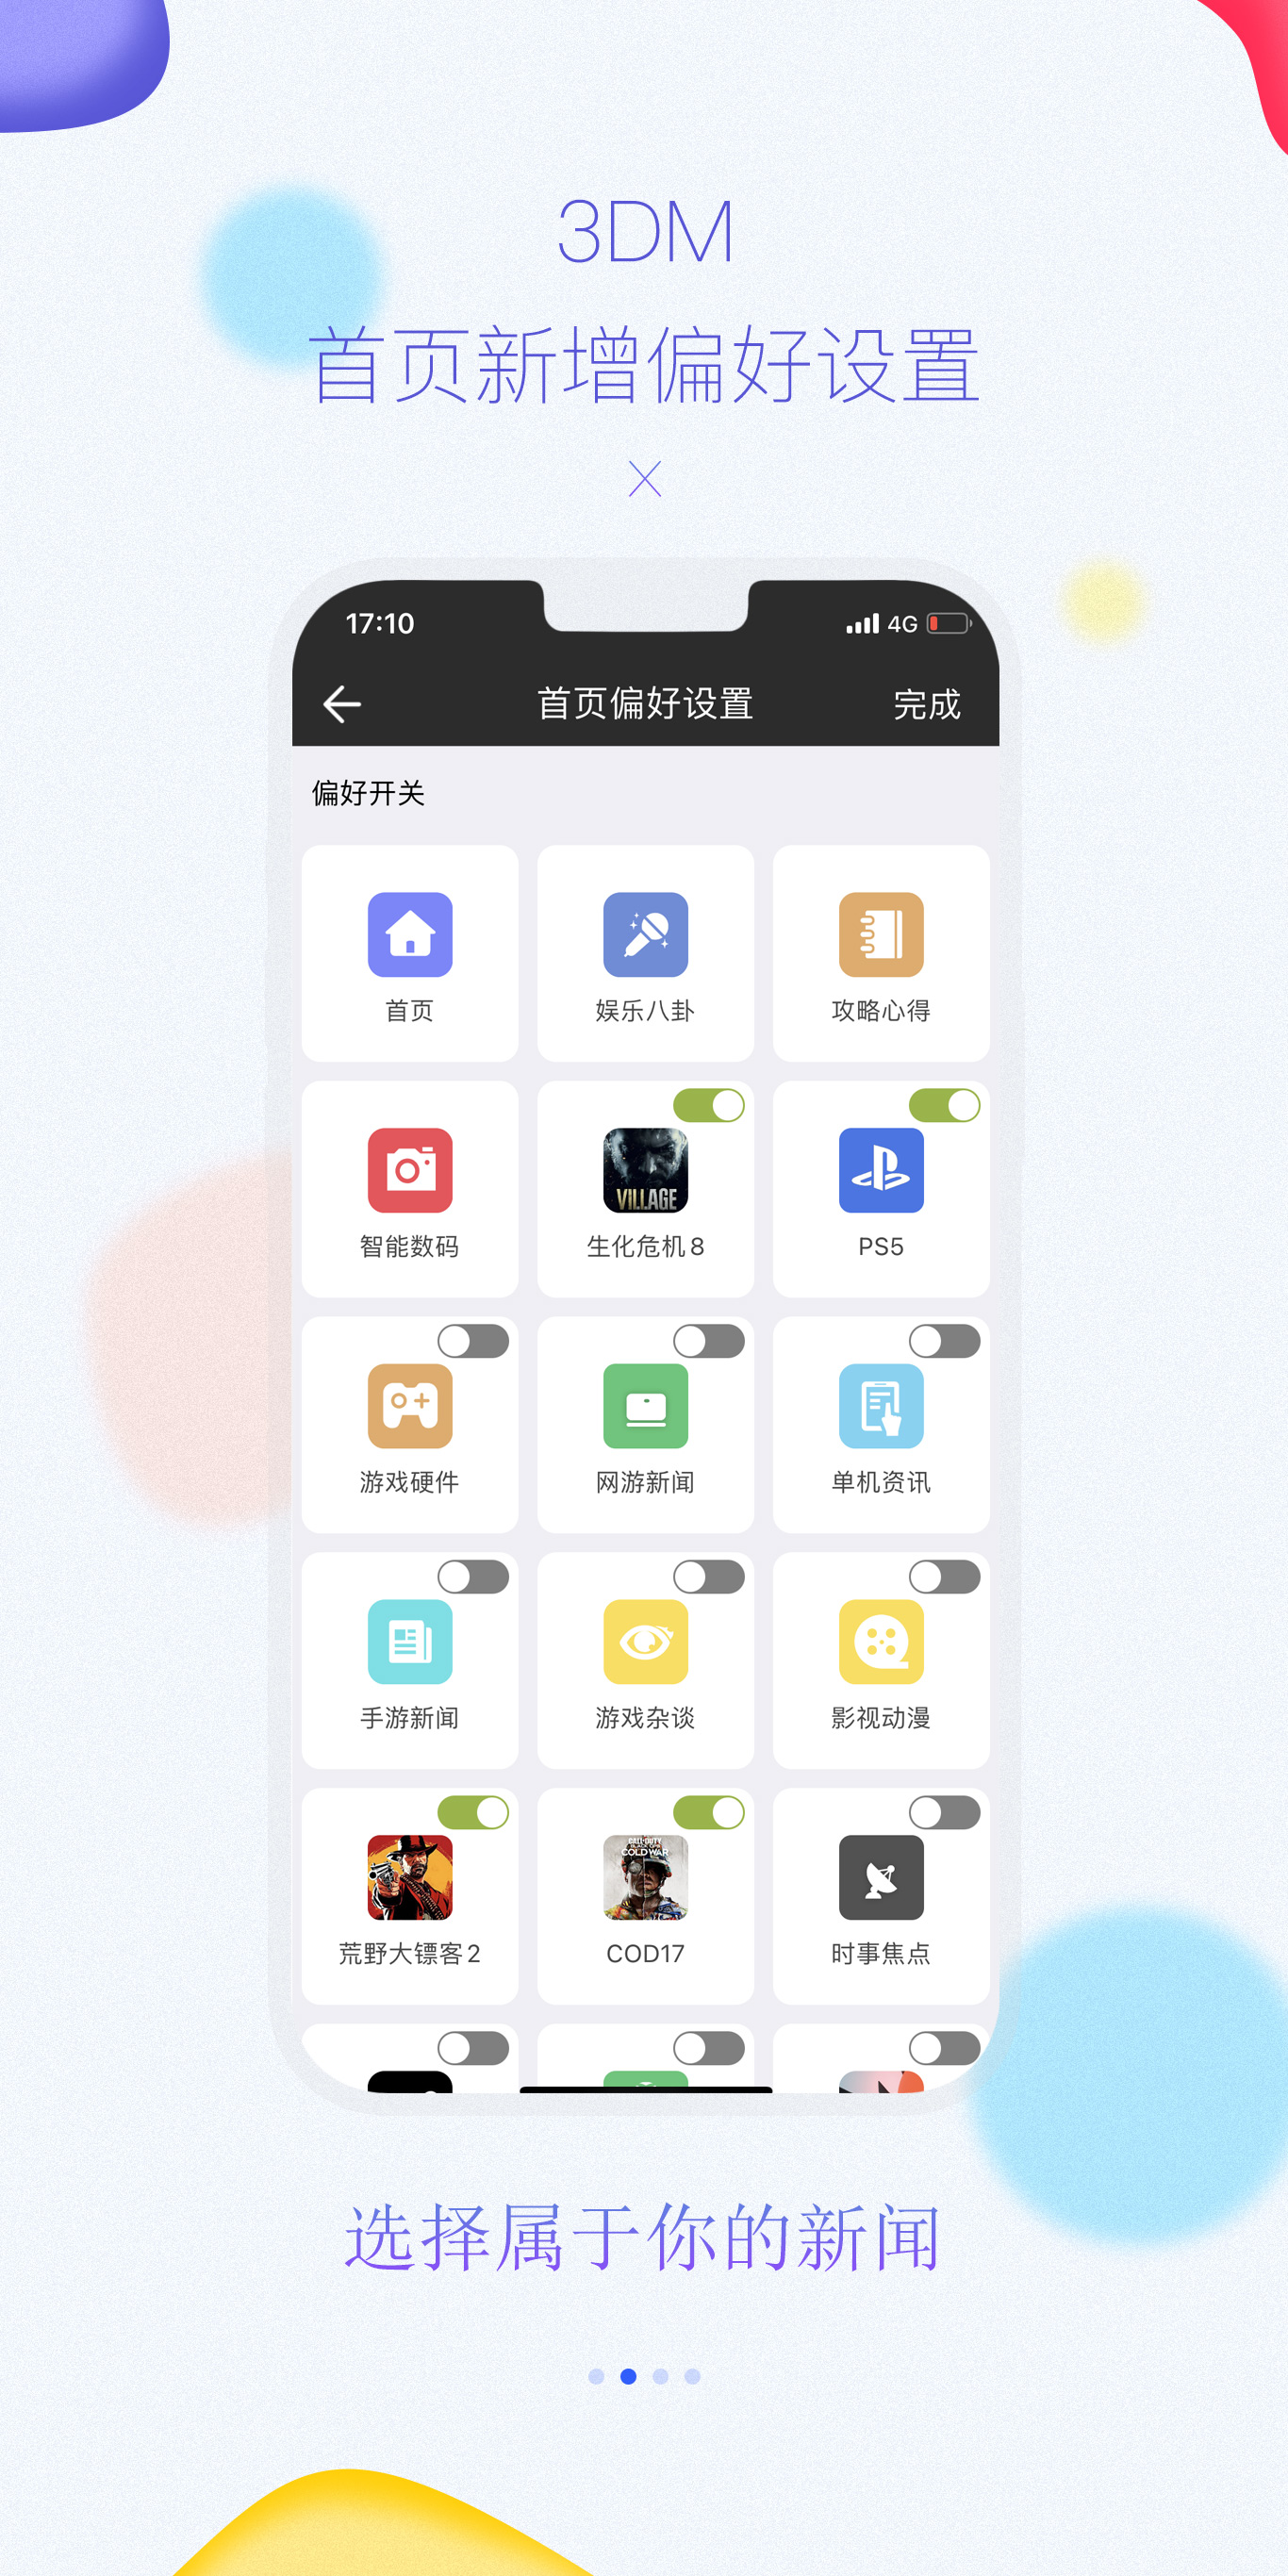 3DM
首页新增偏好设置
17:10 4G
首页偏好设置 完成
偏好开关
首页 娱乐八卦 攻略心得
VILLAGE
智能数码 生化危机8 PS5
游戏硬件 网游新闻 单机资讯
手游新闻 游戏杂谈 影视动漫
CALL OF DUTY
BLACK OPS
COLD WAR
荒野大镖客2 COD17 时事焦点
选择属于你的新闻